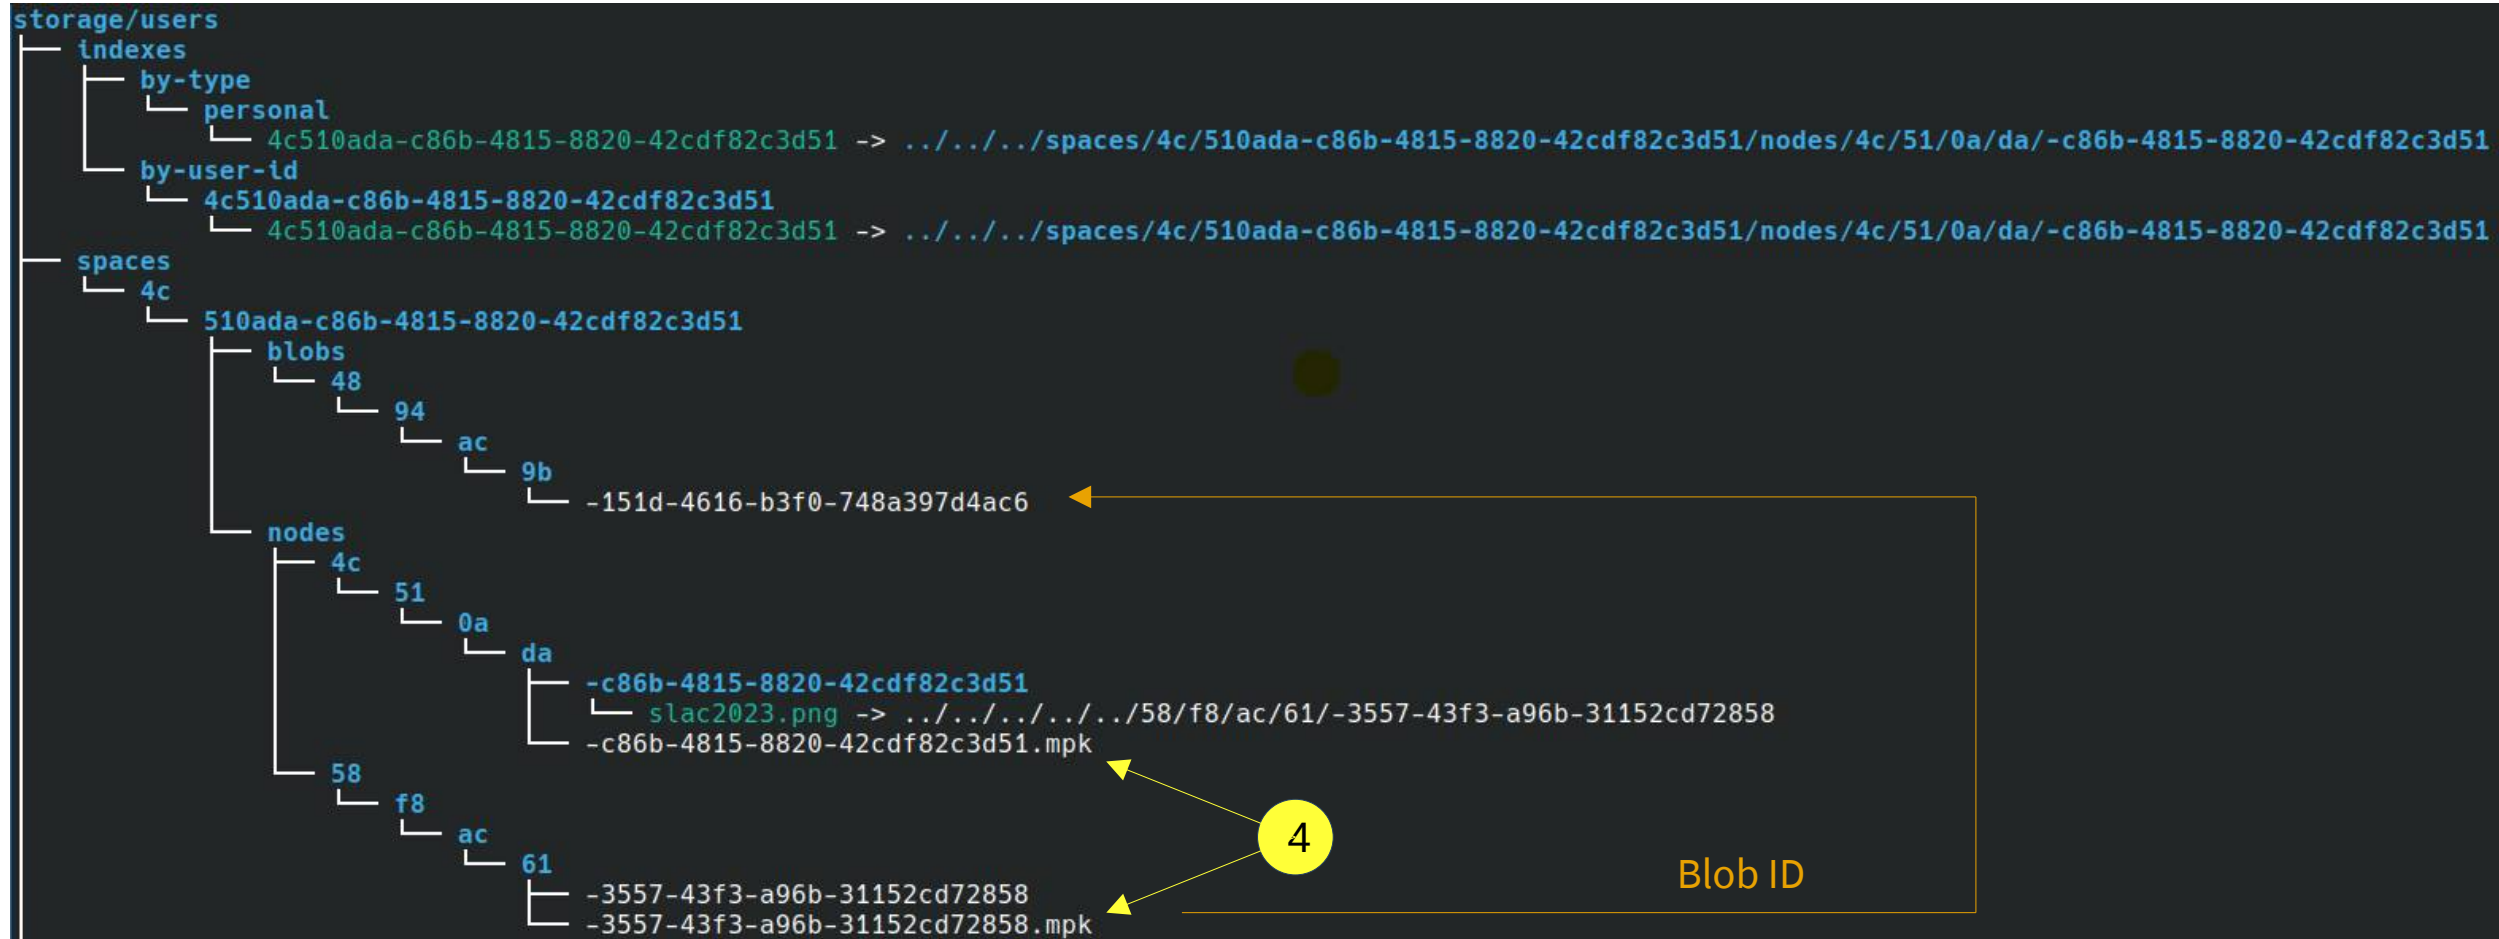 storage/users
indexes
by-type
personal
4c510ada-c86b-4815-8820-42cdf82c3d51 -> ../../../spaces/4c/510ada-c86b-4815-8820-42cdf82c3d51/nodes/4c/51/0a/da/-c86b-4815-8820-42cdf82c3d51
by-user-id
4c510ada-c86b-4815-8820-42cdf82c3d51
4c510ada-c86b-4815-8820-42cdf82c3d51 -> ../../../spaces/4c/510ada-c86b-4815-8820-42cdf82c3d51/nodes/4c/51/0a/da/-c86b-4815-8820-42cdf82c3d51
spaces
4c
510ada-c86b-4815-8820-42cdf82c3d51
blobs
48
94
ac
9b
-151d-4616-b3f0-748a397d4ac6
nodes
4c
51
0a
da
-c86b-4815-8820-42cdf82c3d51
slac2023.png -> ../../../../../58/f8/ac/61/-3557-43f3-a96b-31152cd72858
-c86b-4815-8820-42cdf82c3d51.mpk
58
f8
ac
4
61
Blob ID
-3557-43f3-a96b-31152cd72858
-3557-43f3-a96b-31152cd72858.mpk